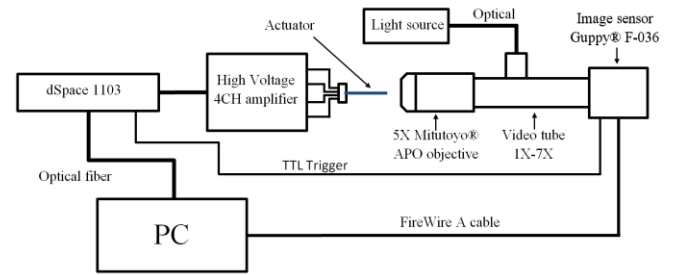 Light source
Optical
Image sensor
Guppy® F-036
Actuator
High Voltage
4CH amplifier
dSpace 1103
5X Mitutoyo®
APO objective
Video tube
1X-7X
TTL Trigger
Optical fiber
PC
FireWire A cable